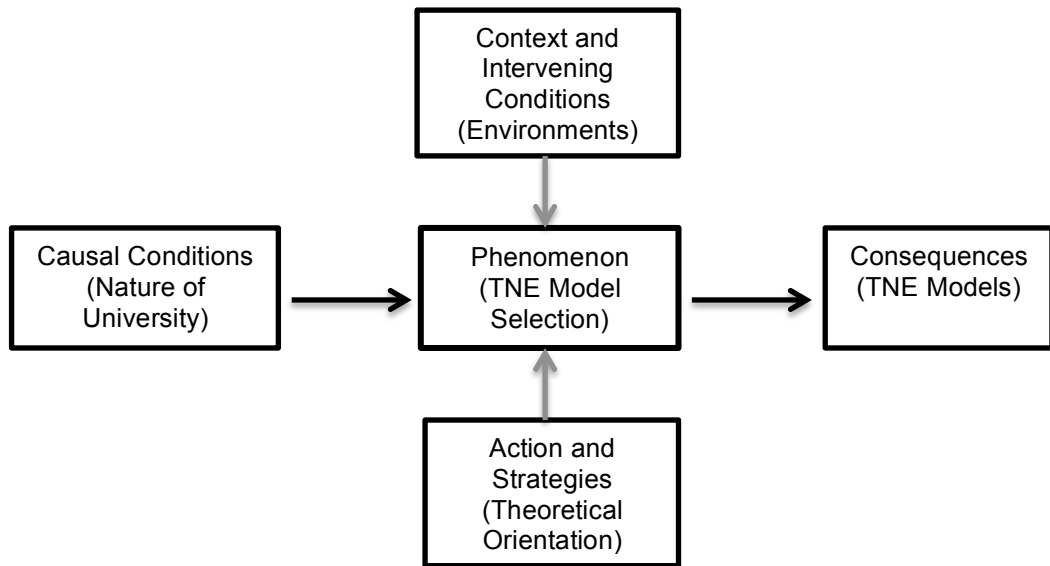 Context and
Intervening
Conditions
(Environments)
Causal Conditions
(Nature of
University)
Phenomenon
(TNE Model
Selection)
Consequences
(TNE Models)
Action and
Strategies
(Theoretical
Orientation)